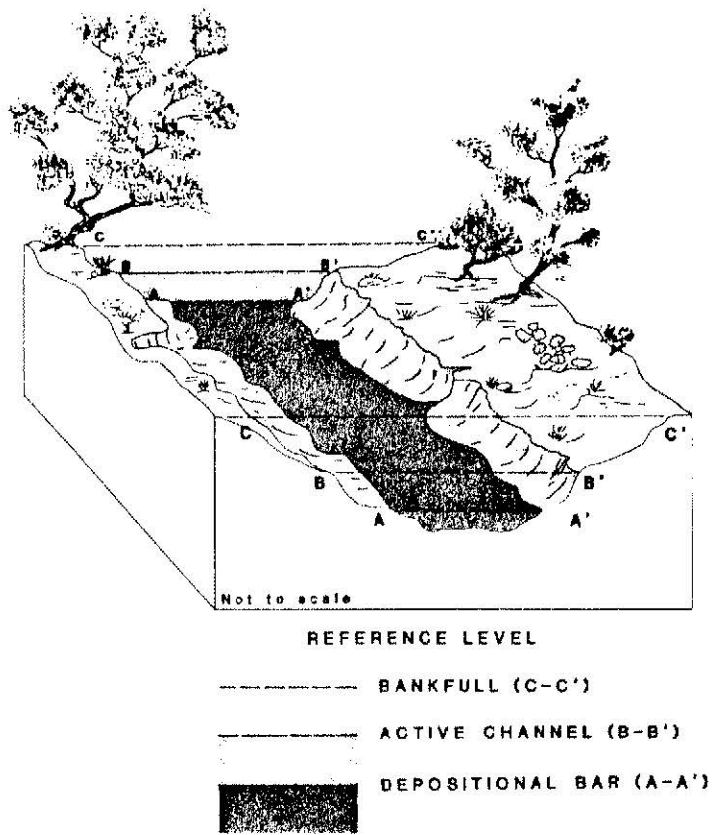 C C'
B B'
A A'
C C'
B B'
A A'
Not to scale
REFERENCE LEVEL
BANKFULL (C-C')
ACTIVE CHANNEL (B-B')
DEPOSITIONAL BAR (A-A')